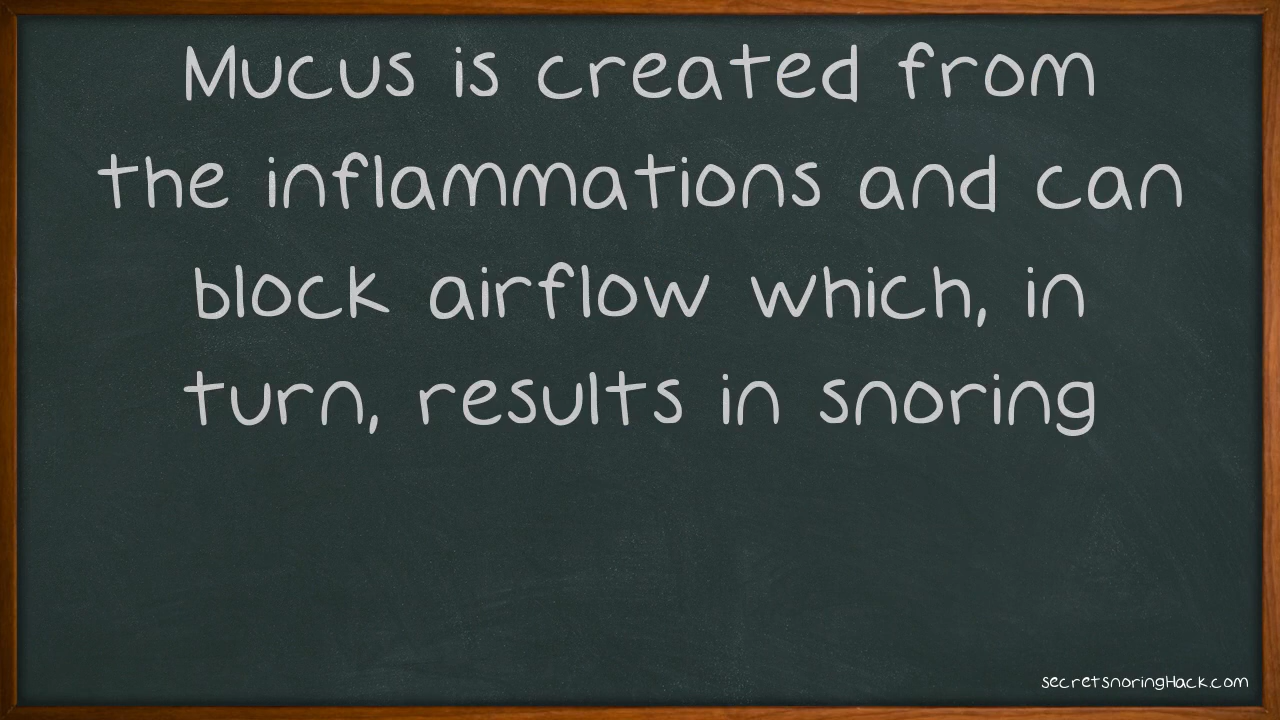 Mucus is created from
the inflammations and can
block airflow which, in
turn, results in snoring
secretsnoringHack.com